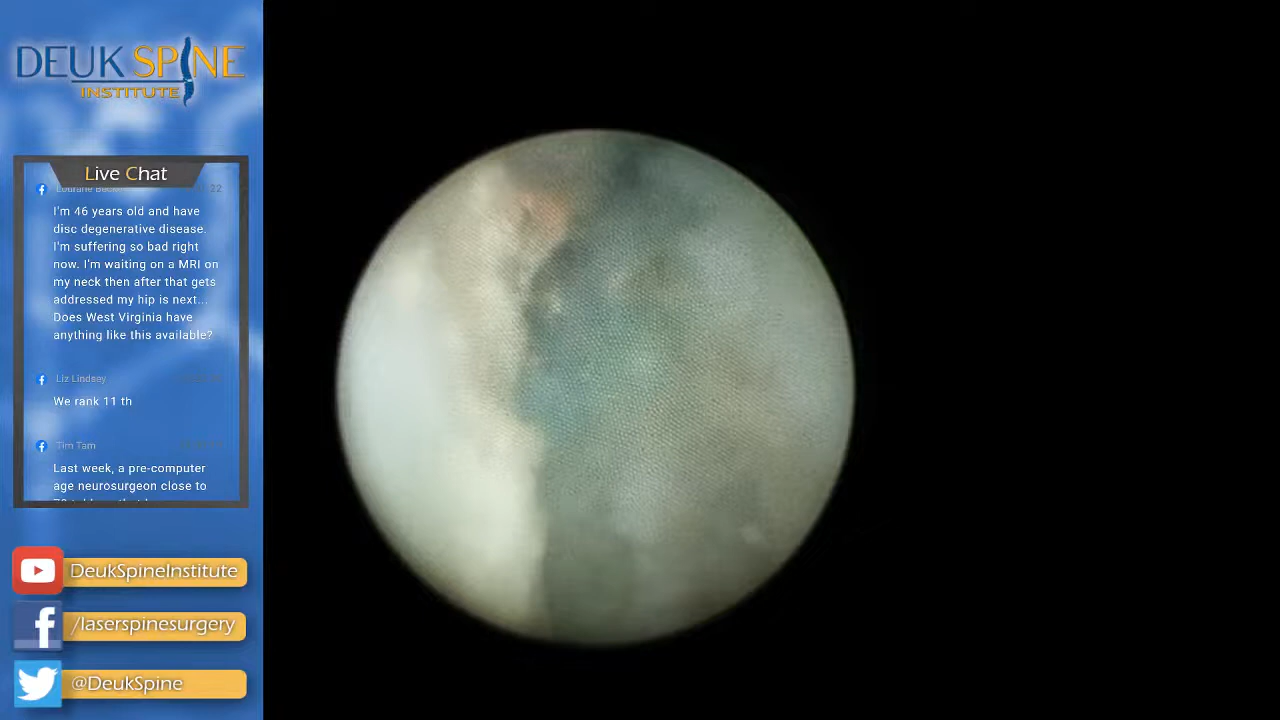 DEUK SPINE
INSTITUTE
Live Chat
22
I'm 46 years old and have
disc degenerative disease.
I'm suffering so bad right
now. I'm waiting on a MRI on
my neck then after that gets
addressed my hip is next...
Does West Virginia have
anything like this available?
Liz Lindsey
We rank 11 th
Tim Tam
Last week, a pre-computer
age neurosurgeon close to
DeukSpineInstitute
/laserspinesurgery
@DeukSpine